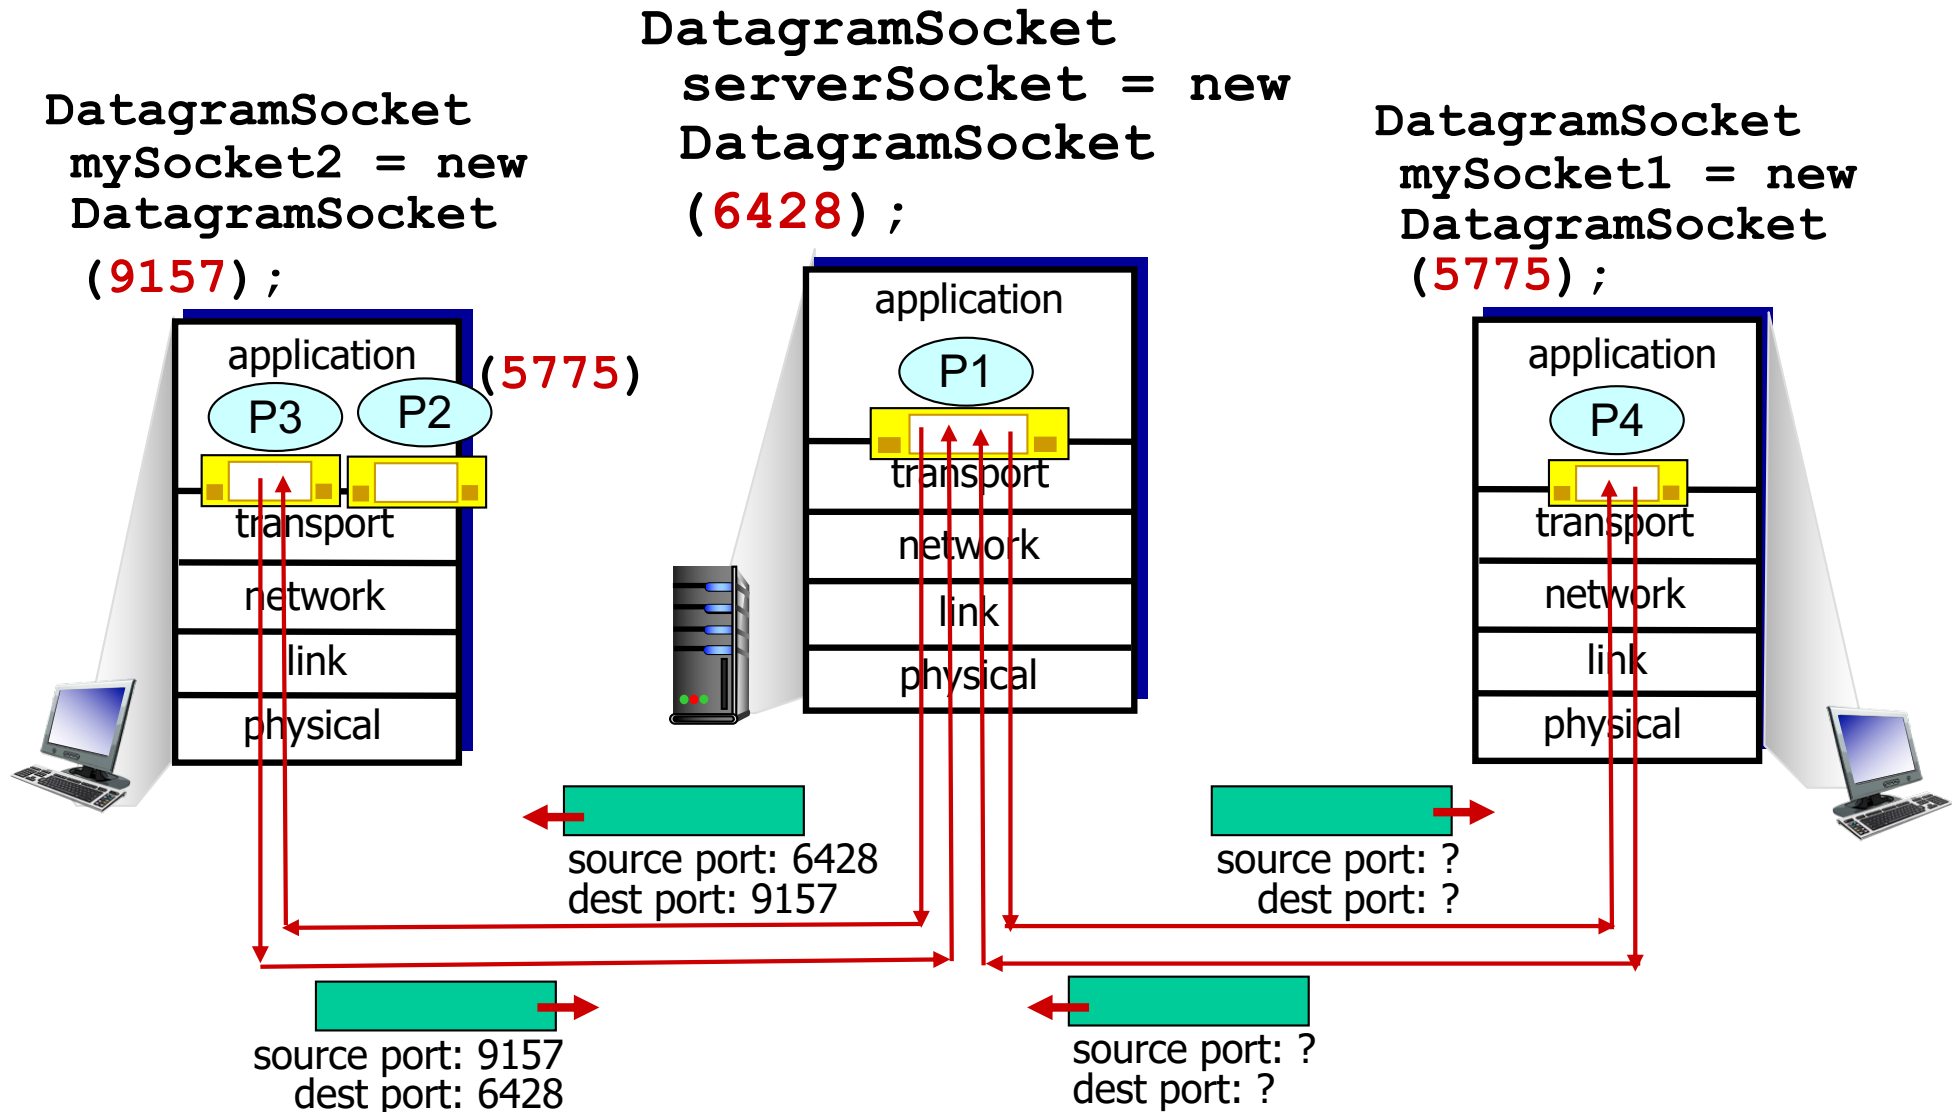 DatagramSocket
mySocket2 = new
DatagramSocket
(9157);
DatagramSocket
serverSocket = new
DatagramSocket
(6428);
DatagramSocket
mySocket1 = new
DatagramSocket
(5775);
application
(5775)
P3
P2
transport
network
link
physical
application
P1
transport
network
link
physical
application
P4
transport
network
link
physical
source port: 6428
dest port: 9157
source port: ?
dest port: ?
source port: 9157
dest port: 6428
source port: ?
dest port: ?